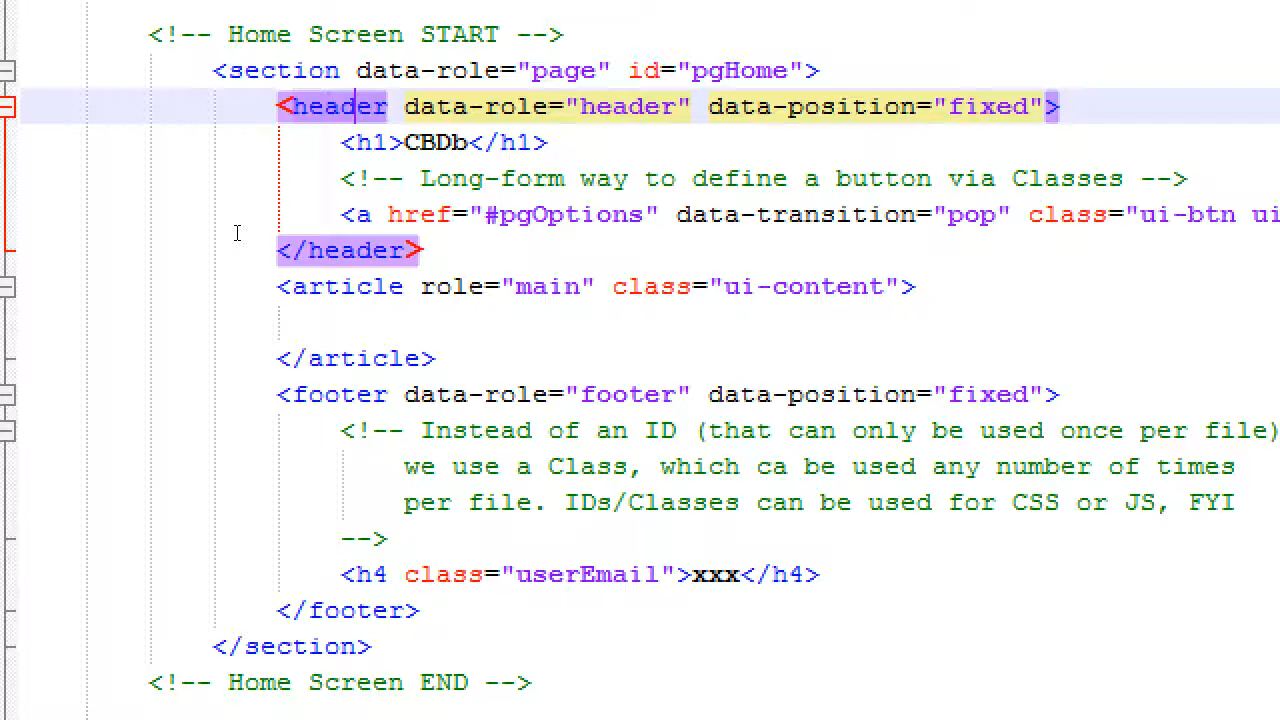 <!-- Home Screen START -->
<section data-role="page" id="pgHome">
<header data-role="header" data-position="fixed">
<h1>CBDb</h1>
<!-- Long-form way to define a button via Classes -->
<a href="#pgOptions" data-transition="pop" class="ui-btn ui
</header>
<article role="main" class="ui-content">
</article>
<footer data-role="footer" data-position="fixed">
<!-- Instead of an ID (that can only be used once per file)
we use a Class, which ca be used any number of times
per file. IDs/Classes can be used for CSS or JS, FYI
-->
<h4 class="userEmail">xxx</h4>
</footer>
</section>
<!-- Home Screen END -->